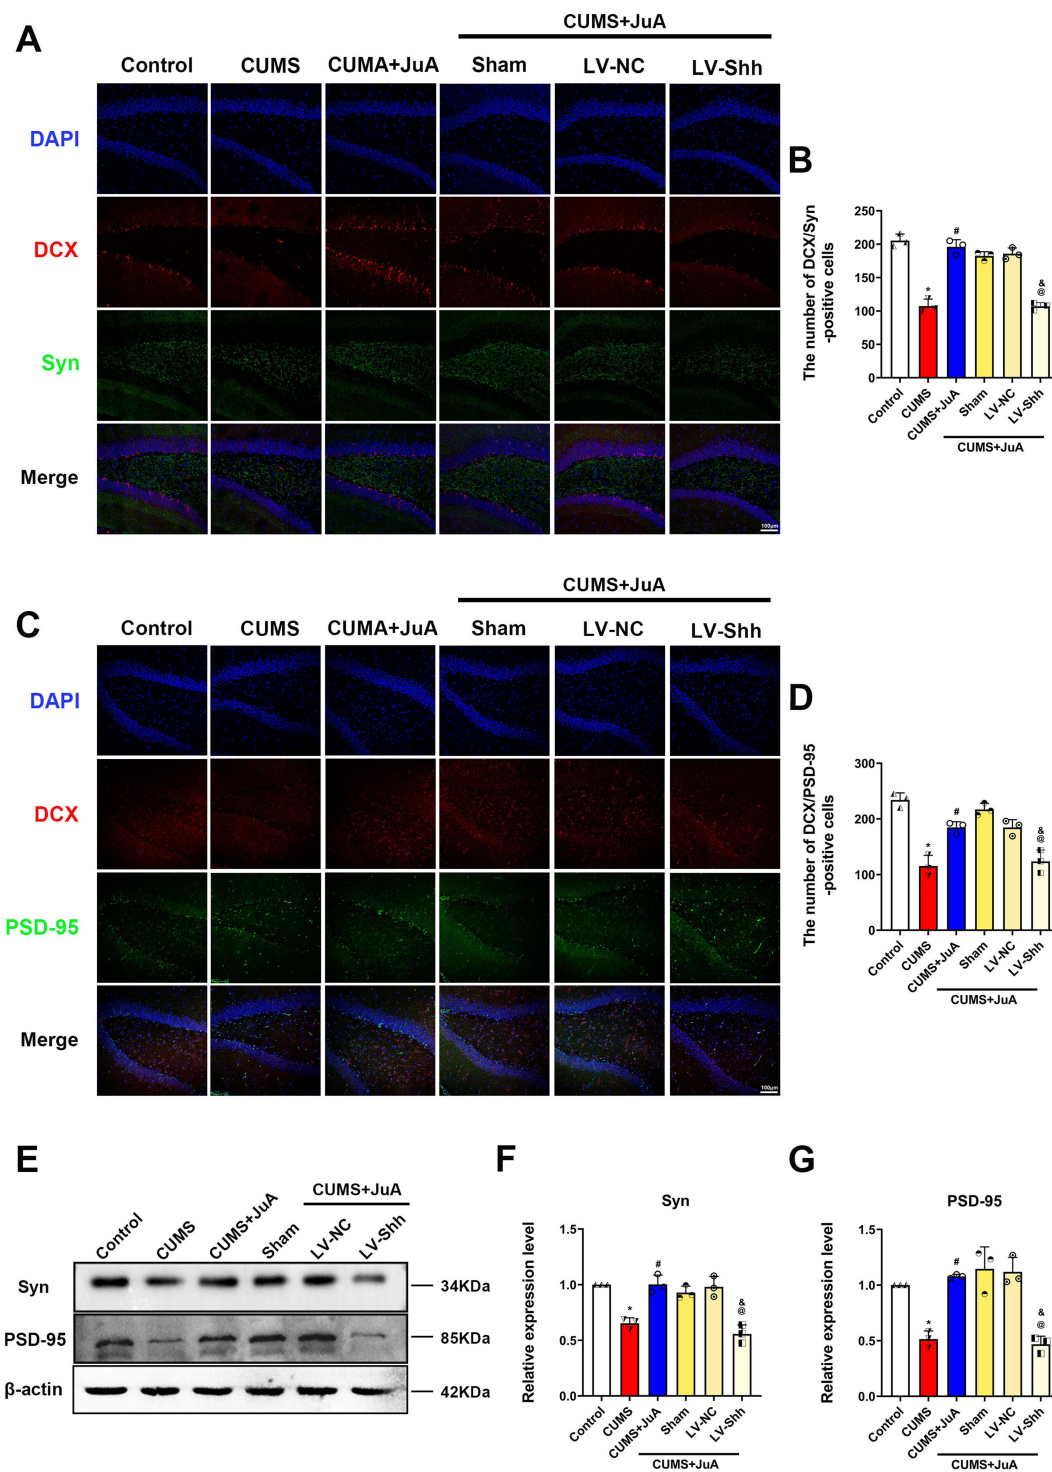 A
CUMS+JuA
Control CUMS CUMA+JuA Sham LV-NC LV-Shh
DAPI
DCX
Syn
Merge
100μm
B
The number of DCX/Syn
-positive cells
250
200
150
100
50
0
*
#
&
@
Control CUMS CUMS+JuA Sham LV-NC LV-Shh
CUMS+JuA
C
CUMS+JuA
Control CUMS CUMA+JuA Sham LV-NC LV-Shh
DAPI
DCX
PSD-95
Merge
100μm
D
The number of DCX/PSD-95
-positive cells
300
200
100
0
*
#
&
@
Control CUMS CUMS+JuA Sham LV-NC LV-Shh
CUMS+JuA
E
CUMS+JuA
Control CUMS CUMS+JuA Sham LV-NC LV-Shh
Syn 34KDa
PSD-95 85KDa
β-actin 42KDa
F
Syn
Relative expression level
1.5
1.0
0.5
0.0
*
#
&
@
Control CUMS CUMS+JuA Sham LV-NC LV-Shh
CUMS+JuA
G
PSD-95
Relative expression level
1.5
1.0
0.5
0.0
*
#
&
@
Control CUMS CUMS+JuA Sham LV-NC LV-Shh
CUMS+JuA